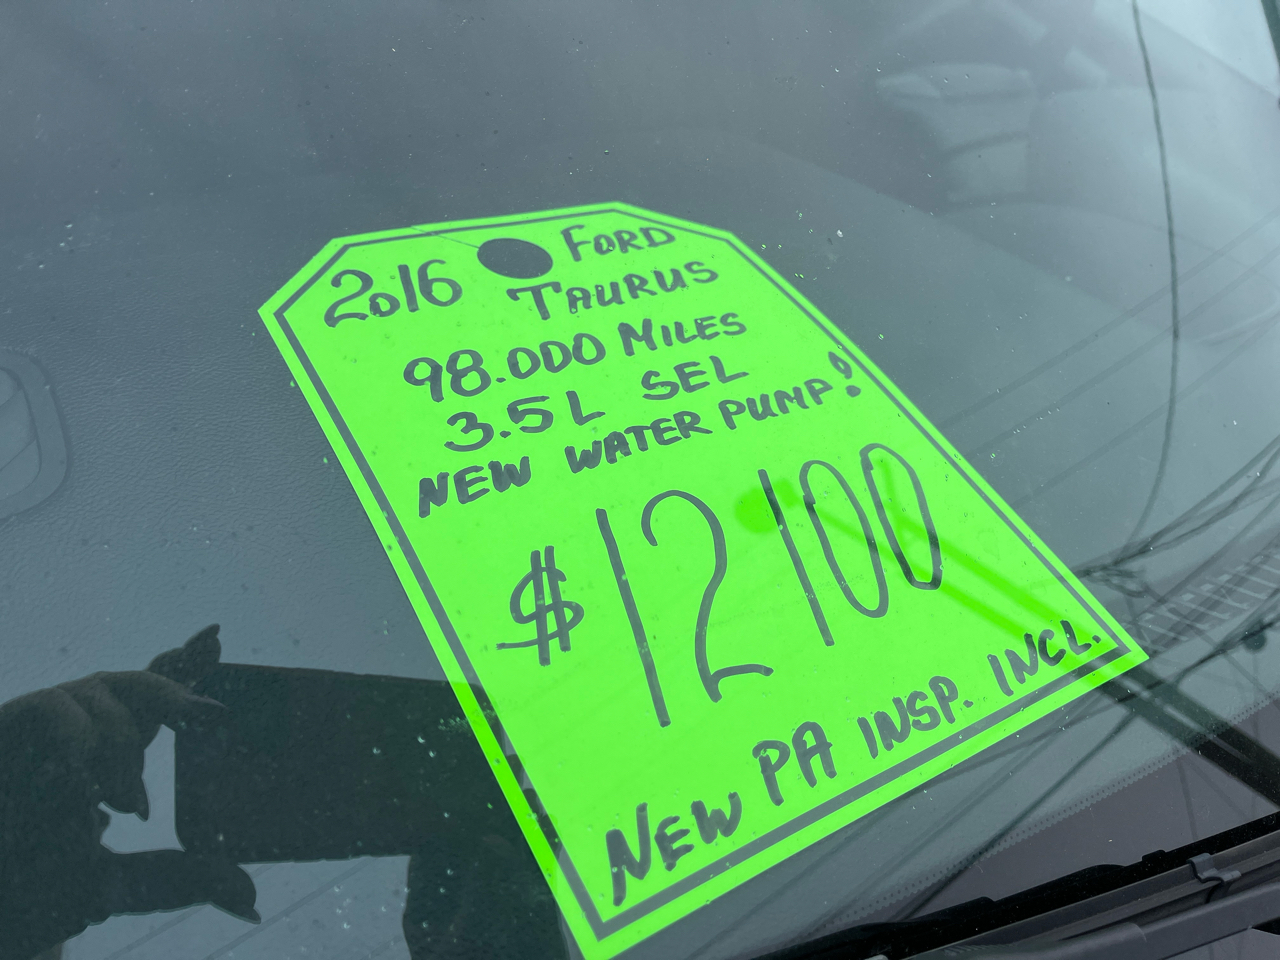 2016 FORD
TAURUS
98.000 MILES
3.5L SEL
NEW WATER PUMP!
$12100
NEW PA INSP. INCL.